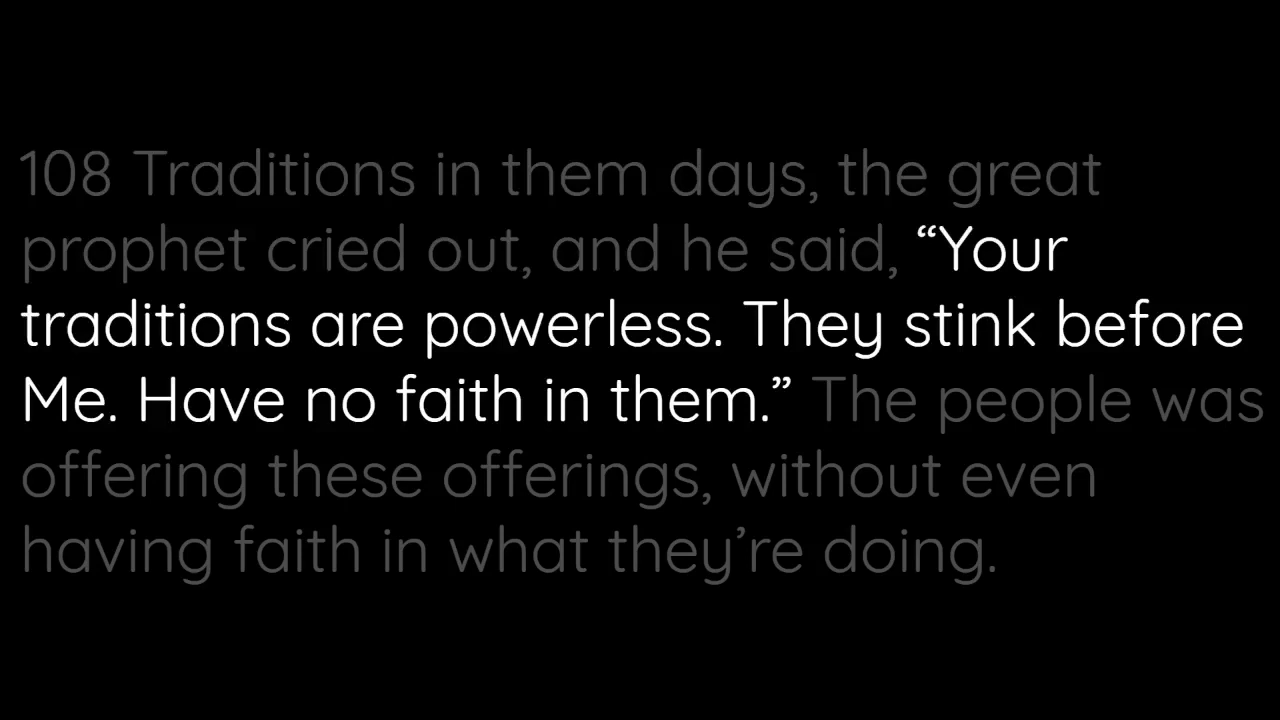 108 Traditions in them days, the great
prophet cried out, and he said, “Your
traditions are powerless. They stink before
Me. Have no faith in them.” The people was
offering these offerings, without even
having faith in what they’re doing.